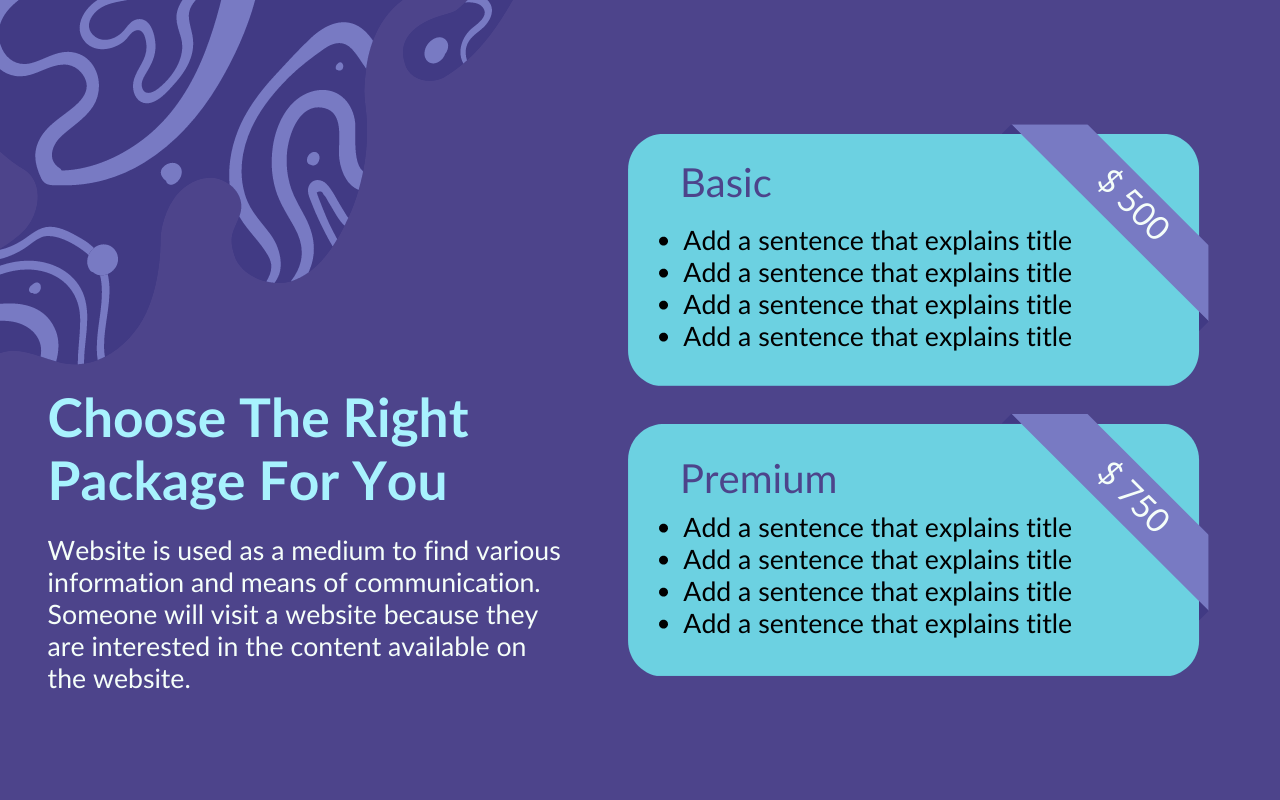 Choose The Right
Package For You
Website is used as a medium to find various
information and means of communication.
Someone will visit a website because they
are interested in the content available on
the website.
Basic
$ 500
• Add a sentence that explains title
• Add a sentence that explains title
• Add a sentence that explains title
• Add a sentence that explains title
Premium
$ 750
• Add a sentence that explains title
• Add a sentence that explains title
• Add a sentence that explains title
• Add a sentence that explains title